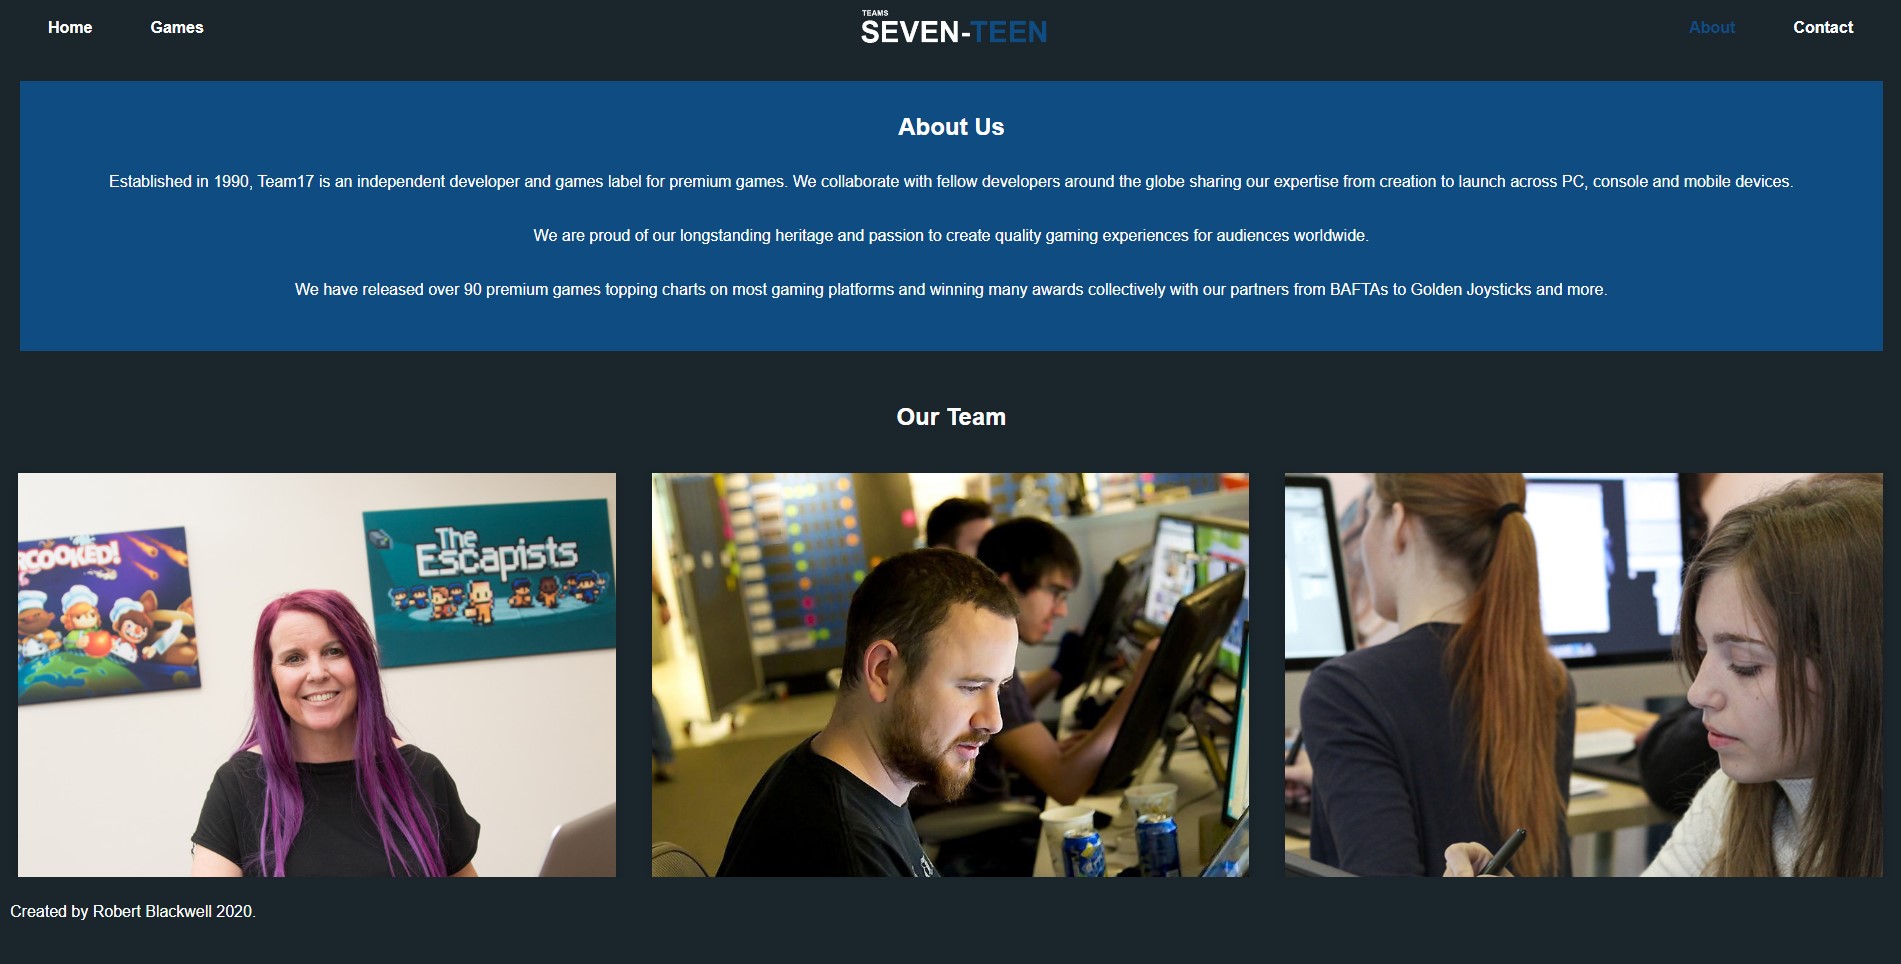 Home
Games
TEAMS
SEVEN-TEEN
About
Contact
About Us
Established in 1990, Team17 is an independent developer and games label for premium games. We collaborate with fellow developers around the globe sharing our expertise from creation to launch across PC, console and mobile devices.
We are proud of our longstanding heritage and passion to create quality gaming experiences for audiences worldwide.
We have released over 90 premium games topping charts on most gaming platforms and winning many awards collectively with our partners from BAFTAs to Golden Joysticks and more.
Our Team
COOKED!
The
Escapists
Created by Robert Blackwell 2020.